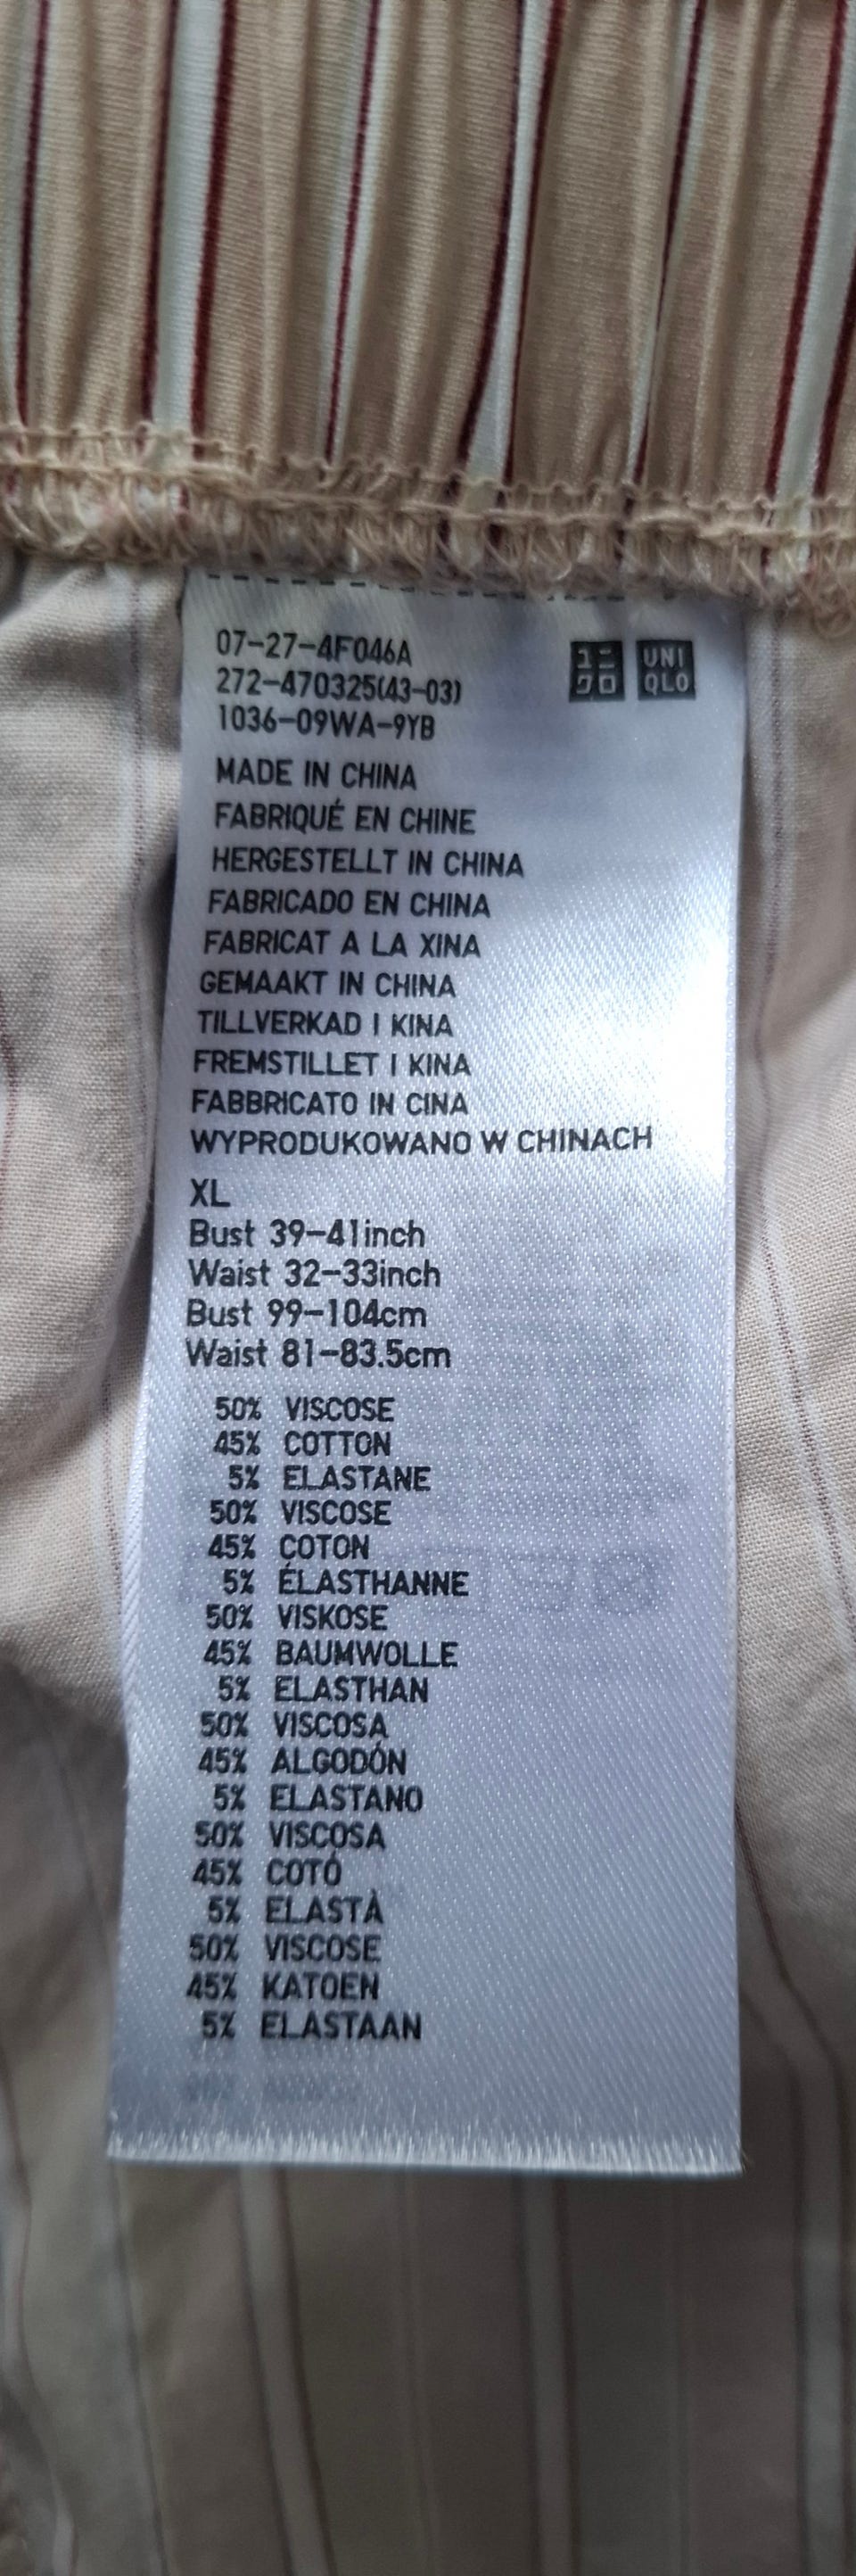 07-27-4F046A
272-470325(43-03)
1036-09WA-9YB
ユニ
クロ
UNI
QLO
MADE IN CHINA
FABRIQUÉ EN CHINE
HERGESTELLT IN CHINA
FABRICADO EN CHINA
FABRICAT A LA XINA
GEMAAKT IN CHINA
TILLVERKAD I KINA
FREMSTILLET I KINA
FABBRICATO IN CINA
WYPRODUKOWANO W CHINACH
XL
Bust 39-41inch
Waist 32-33inch
Bust 99-104cm
Waist 81-83.5cm
50% VISCOSE
45% COTTON
5% ELASTANE
50% VISCOSE
45% COTON
5% ÉLASTHANNE
50% VISKOSE
45% BAUMWOLLE
5% ELASTHAN
50% VISCOSA
45% ALGODÓN
5% ELASTANO
50% VISCOSA
45% COTÓ
5% ELASTÀ
50% VISCOSE
45% KATOEN
5% ELASTAAN